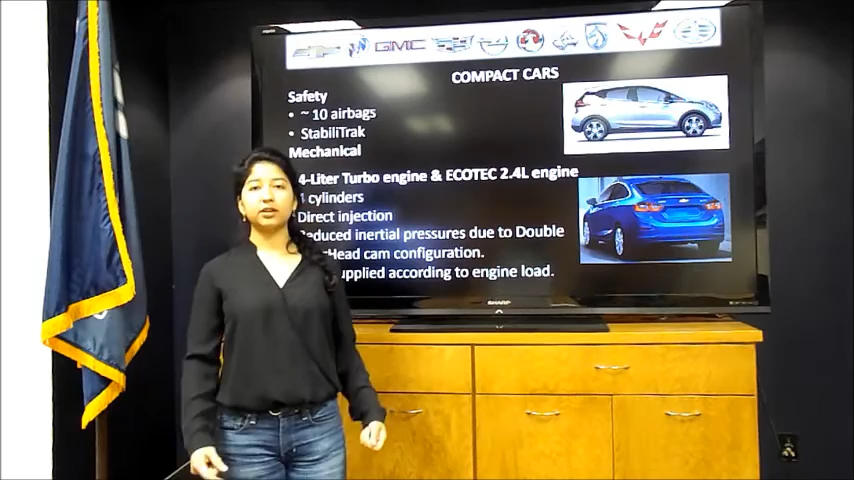 GMC
COMPACT CARS
Safety
• ~ 10 airbags
• StabiliTrak
Mechanical
4-Liter Turbo engine & ECOTEC 2.4L engine
cylinders
Direct injection
Reduced inertial pressures due to Double
Head cam configuration.
supplied according to engine oil load.
SHARP